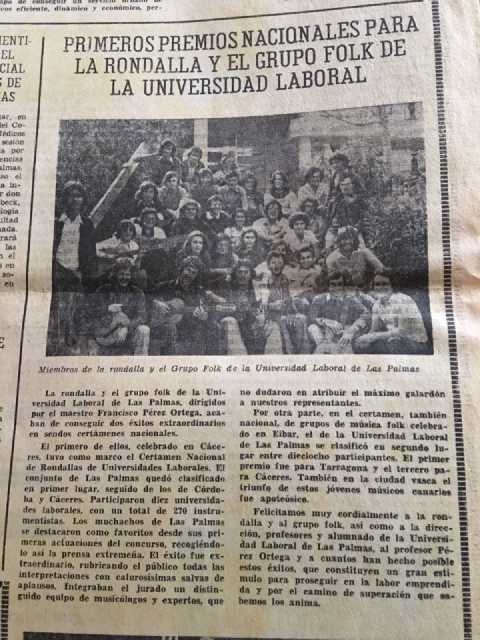 cos eficiente, dinámico y económico, per-
PRIMEROS PREMIOS NACIONALES PARA
LA RONDALLA Y EL GRUPO FOLK DE
LA UNIVERSIDAD LABORAL
Miembros de la rondalla y el Grupo Folk de la Universidad Laboral de Las Palmas
La rondalla y el grupo folk de la Uni-
versidad Laboral de Las Palmas, dirigidos
por el maestro Francisco Pérez Ortega, aca-
ban de conseguir dos éxitos extraordinarios
en sendos certámenes nacionales.
El primero de ellos, celebrado en Cáce-
res, tuvo como marco el Certamen Nacional
de Rondallas de Universidades Laborales. El
conjunto de Las Palmas quedó clasificado
en primer lugar, seguido de los de Córdo-
ba y Cáceres. Participaron diez universida-
des laborales, con un total de 270 instru-
mentistas. Los muchachos de Las Palmas
se destacaron como favoritos desde sus pri-
meras actuaciones del concurso, recogiéndo-
lo así la prensa extremeña. El éxito fue ex-
traordinario, rubricando el público todas las
interpretaciones con calurosísimas salvas de
aplausos. Integraban el jurado un distin-
guido equipo de musicólogos y expertos, que
no dudaron en atribuir el máximo galardón
a nuestros representantes.
Por otra parte, en el certamen, también
nacional, de grupos de música folk celebra-
do en Eibar, el de la Universidad Laboral
de Las Palmas se clasificó en segundo lu-
gar entre dieciocho participantes. El primer
premio fue para Tarragona y el tercero pa-
ra Cáceres. También en la ciudad vasca el
triunfo de estos jóvenes músicos canarios
fue apoteósico.
Felicitamos muy cordialmente a la ron-
dalla y al grupo folk, así como a la direc-
ción, profesores y alumnado de la Universi-
dad Laboral de Las Palmas, al profesor Pé-
rez Ortega y a cuantos han hecho posible
estos éxitos, que constituyen un gran estí-
mulo para proseguir en la labor emprendi-
da y por el camino de superación que sa-
bemos los anima.